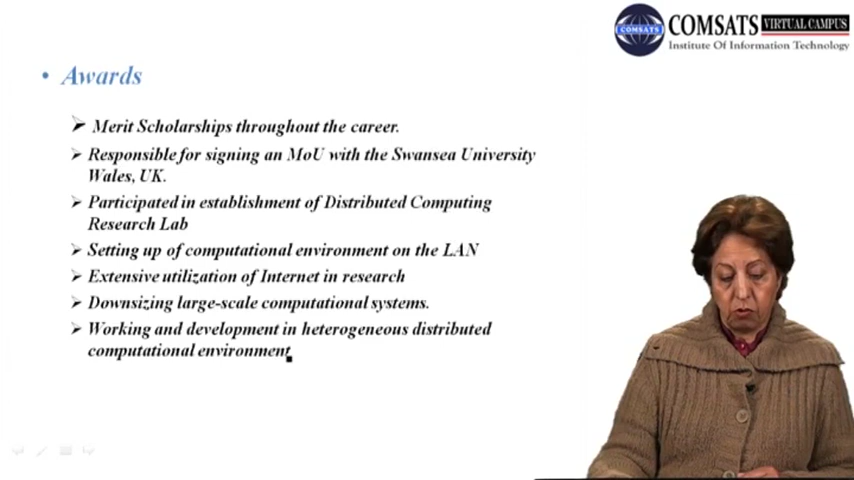 COMSATS VIRTUAL CAMPUS
COMSATS
Institute Of Information Technology
• Awards
➢ Merit Scholarships throughout the career.
➢ Responsible for signing an MoU with the Swansea University
Wales, UK.
➢ Participated in establishment of Distributed Computing
Research Lab
➢ Setting up of computational environment on the LAN
➢ Extensive utilization of Internet in research
➢ Downsizing large-scale computational systems.
➢ Working and development in heterogeneous distributed
computational environment.